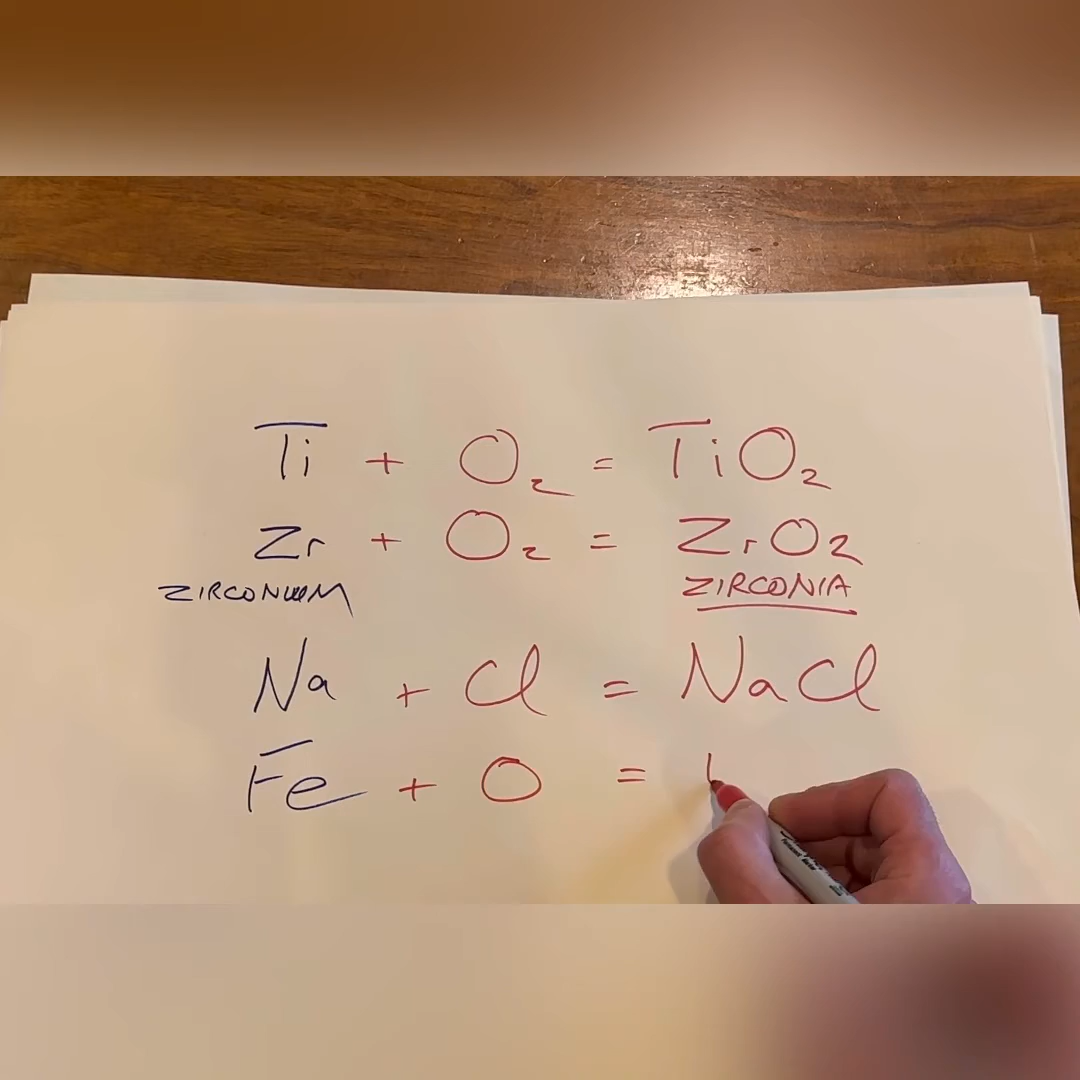 Ti + O₂ = TiO₂
Zr + O₂ = ZrO₂
ZIRCONIUM ZIRCONIA
Na + Cl = NaCl
Fe + O =